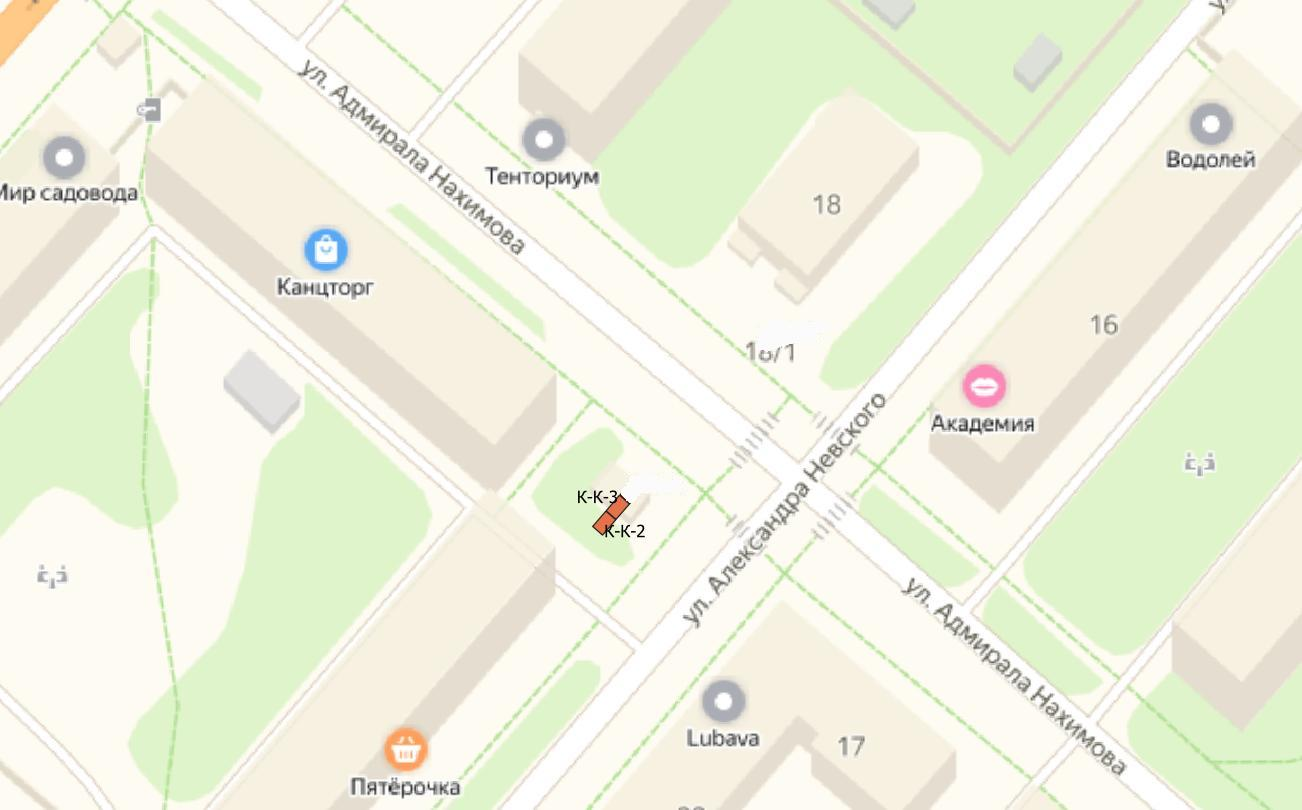 ул. Адмирала Нахимова
Тенториум
Водолей
Мир садовода
18
Канцторг
16
18/1
Академия
К-К-3
К-К-2
ул. Александра Невского
ул. Адмирала Нахимова
Lubava
17
Пятёрочка